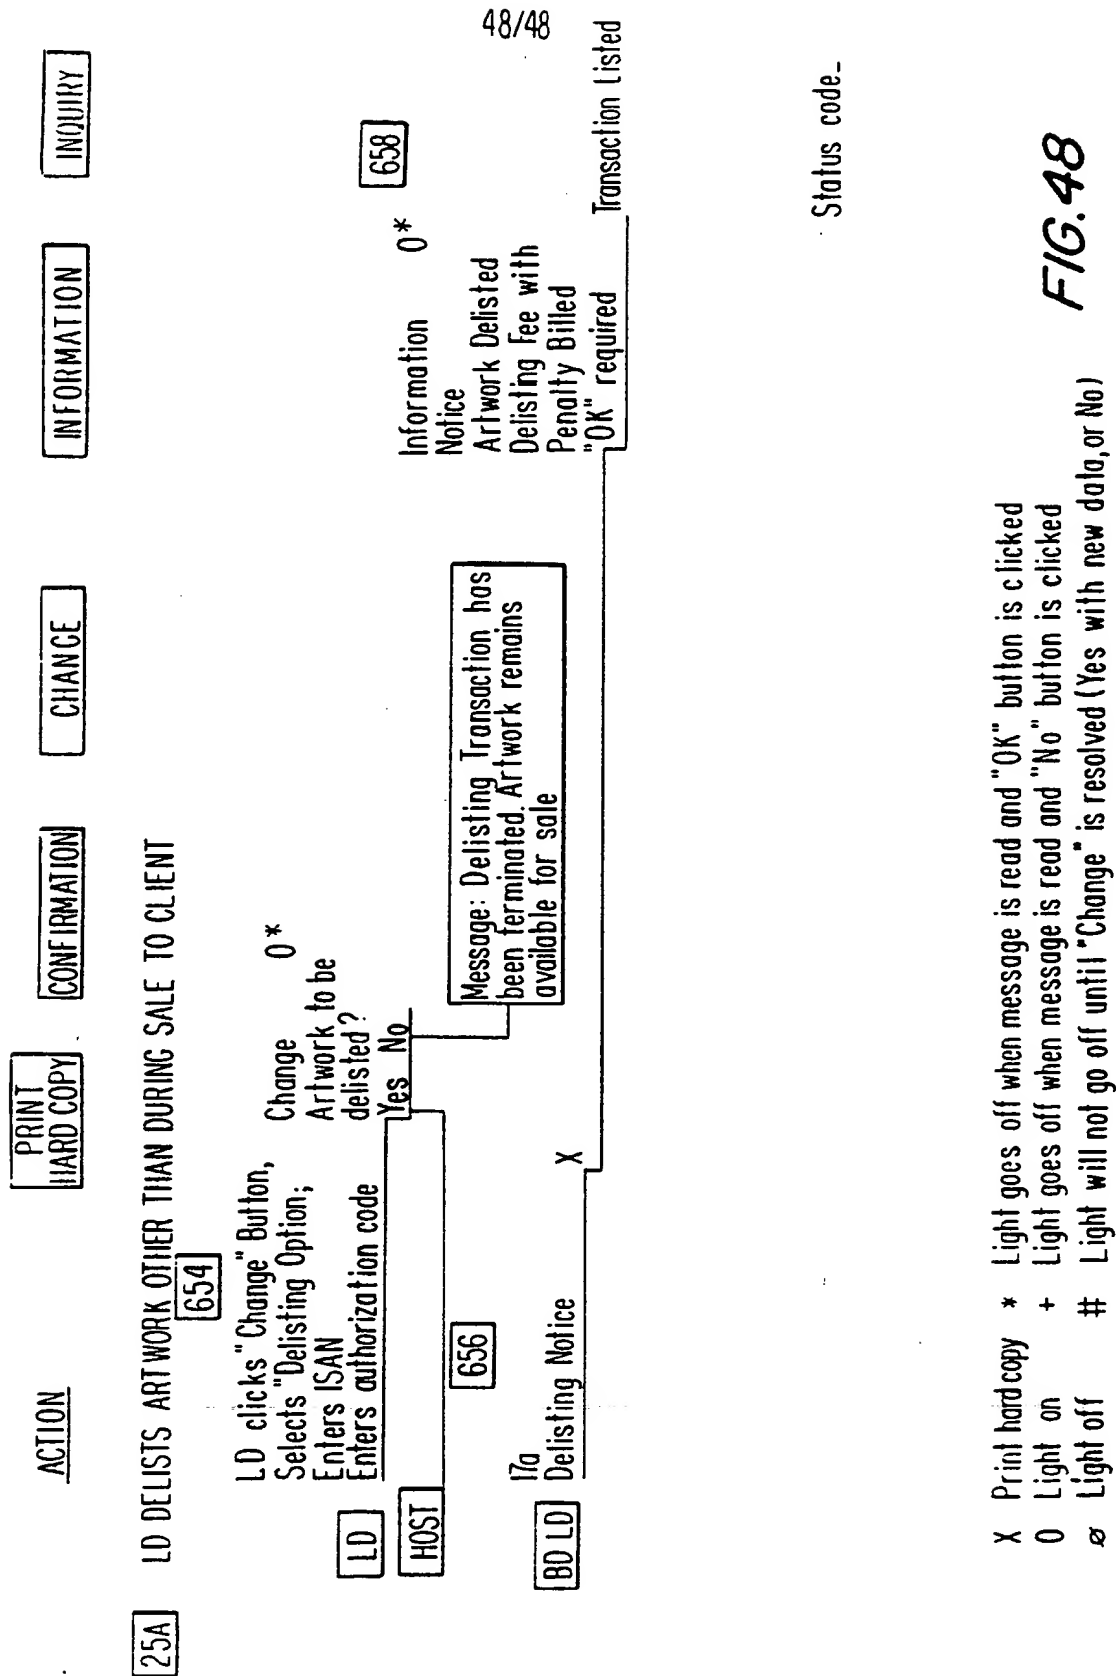 48/48
ACTION
PRINT HARD COPY
CONFIRMATION
CHANGE
INFORMATION
INQUIRY
25A
LD DELISTS ARTWORK OTHER THAN DURING SALE TO CLIENT
654
LD clicks "Change" Button,
Selects "Delisting Option;
Enters ISAN
Enters authorization code
Change O*
Artwork to be
delisted?
Yes No
LD
HOST
656
Message: Delisting Transaction has
been terminated. Artwork remains
available for sale
658
Information O*
Notice
Artwork Delisted
Delisting Fee with
Penalty Billed
"OK" required
17a
BD LD
Delisting Notice X
Transaction Listed
Status code_
X Print hard copy * Light goes off when message is read and "OK" button is clicked
O Light on + Light goes off when message is read and "No" button is clicked
ø Light off # Light will not go off until "Change" is resolved (Yes with new data, or No)
FIG. 48